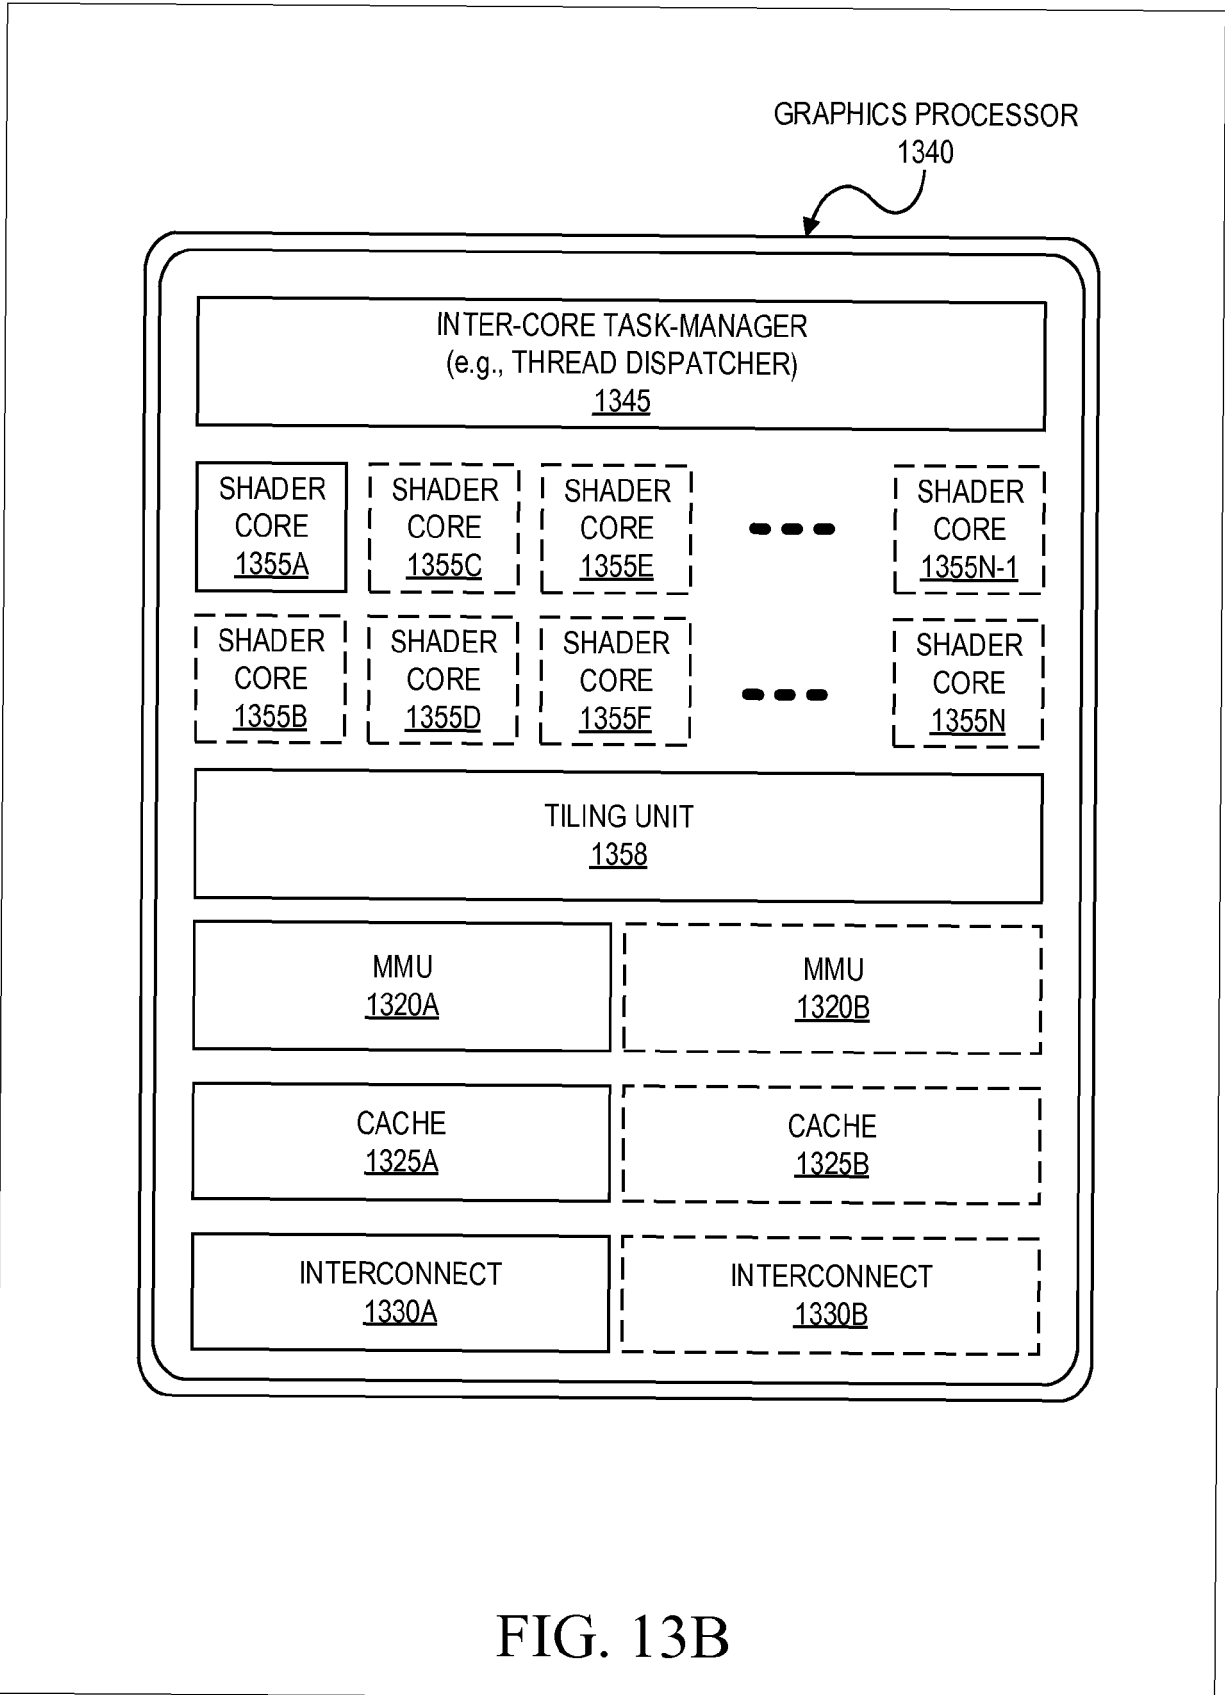 GRAPHICS PROCESSOR
1340
INTER-CORE TASK-MANAGER
(e.g., THREAD DISPATCHER)
1345
SHADER
CORE
1355A
SHADER
CORE
1355C
SHADER
CORE
1355E
SHADER
CORE
1355N-1
SHADER
CORE
1355B
SHADER
CORE
1355D
SHADER
CORE
1355F
SHADER
CORE
1355N
TILING UNIT
1358
MMU
1320A
MMU
1320B
CACHE
1325A
CACHE
1325B
INTERCONNECT
1330A
INTERCONNECT
1330B
FIG. 13B